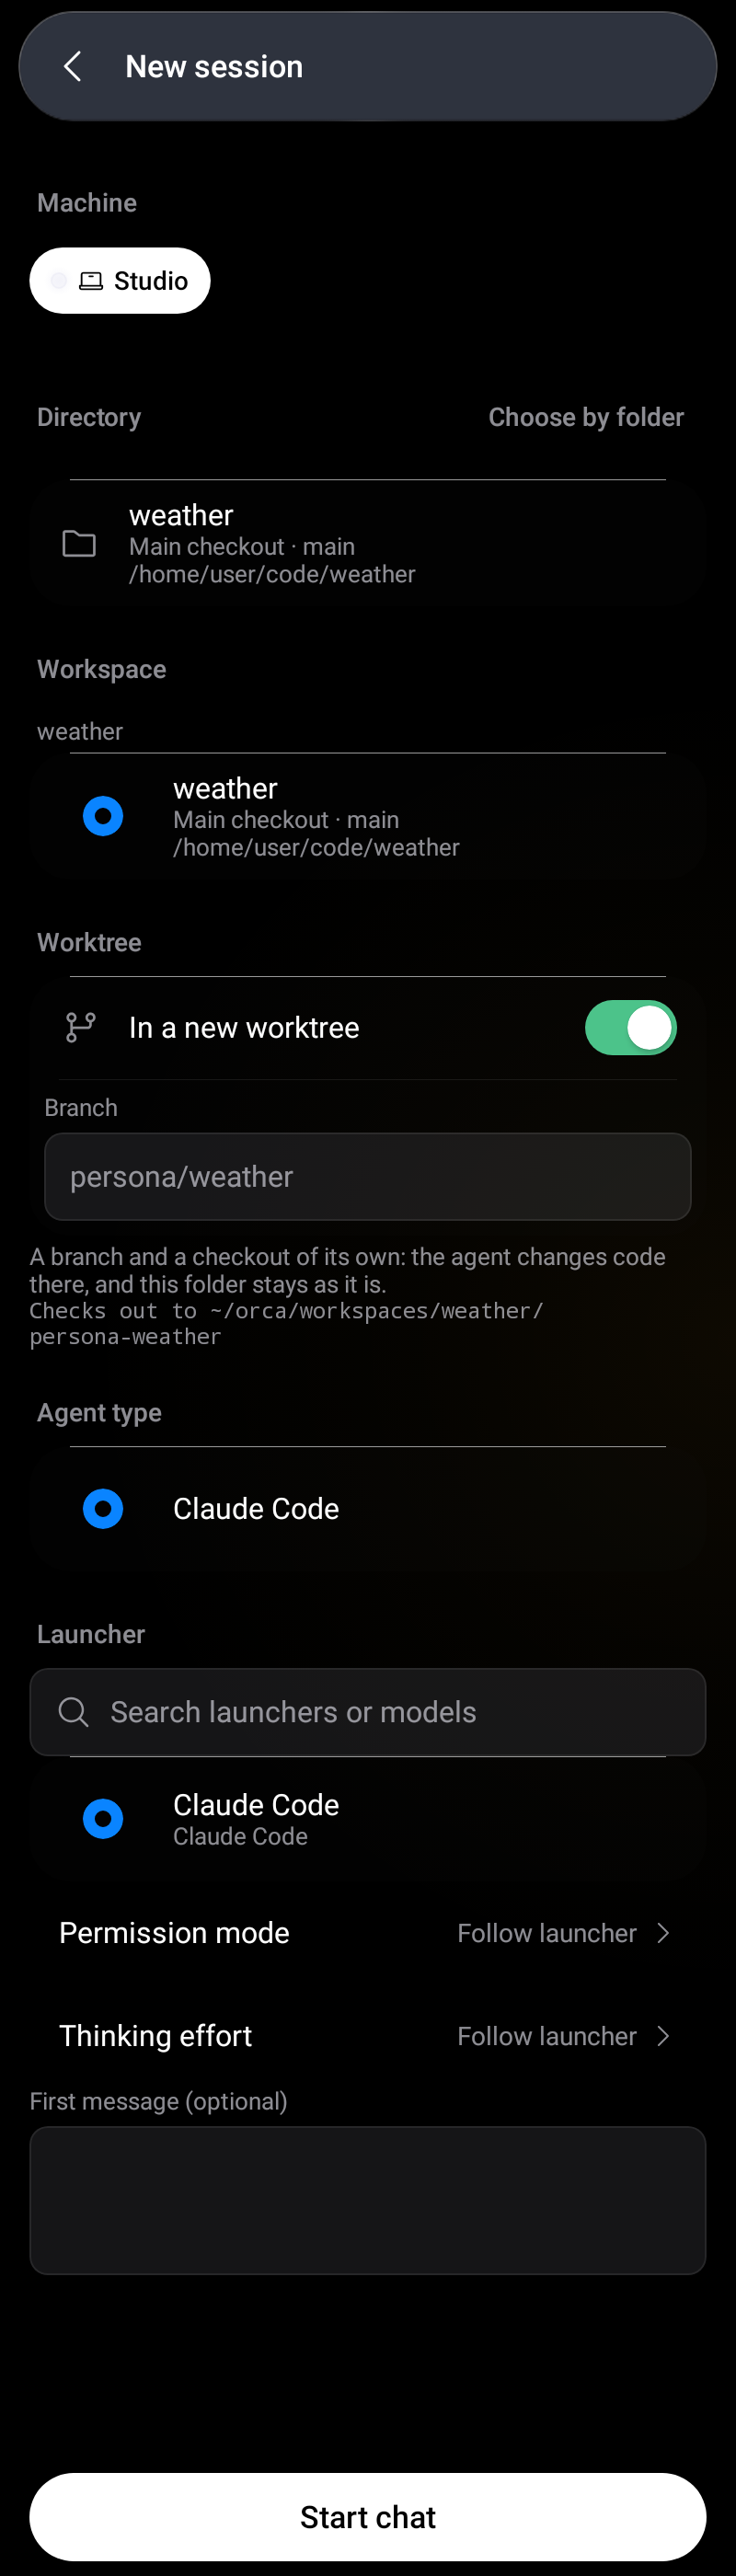 New session
Machine
Studio
Directory
Choose by folder
weather
Main checkout · main
/home/user/code/weather
Workspace
weather
weather
Main checkout · main
/home/user/code/weather
Worktree
In a new worktree
Branch
persona/weather
A branch and a checkout of its own: the agent changes code
there, and this folder stays as it is.
Checks out to ~/orca/workspaces/weather/
persona-weather
Agent type
Claude Code
Launcher
Search launchers or models
Claude Code
Claude Code
Permission mode
Follow launcher
Thinking effort
Follow launcher
First message (optional)
Start chat